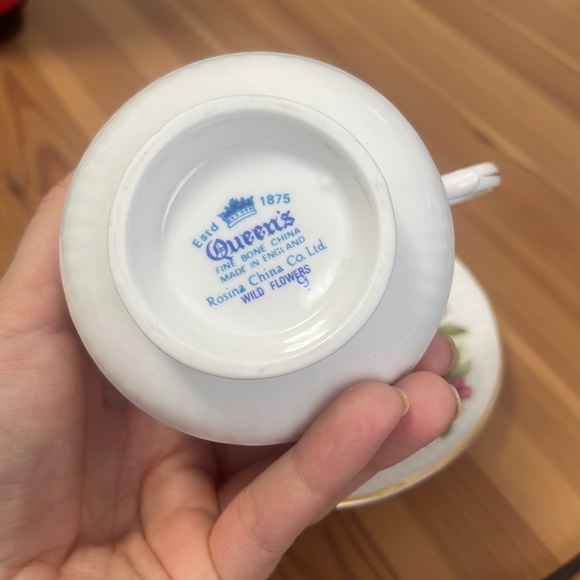 Estd 1875
Queen's
FINE BONE CHINA
MADE IN ENGLAND
Rosina China Co. Ltd.
WILD FLOWERS